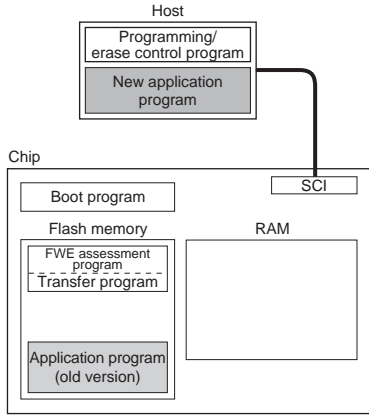 Host
Programming/
erase control program
New application
program
Chip
SCI
Boot program
Flash memory
RAM
FWE assessment
program
Transfer program
Application program
(old version)